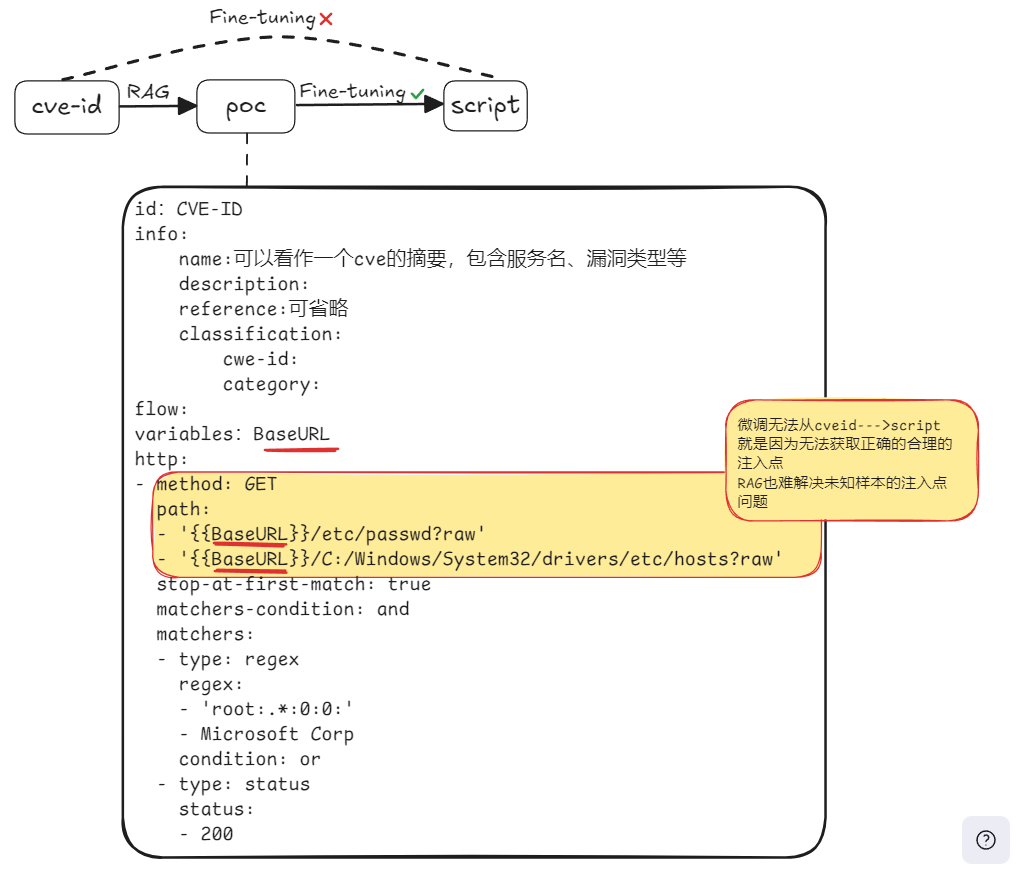 Fine-tuning❌
cve-id
RAG
poc
Fine-tuning✅
script
id: CVE-ID
info:
name:可以看作一个cve的摘要，包含服务名、漏洞类型等
description:
reference:可省略
classification:
cwe-id:
category:
flow:
variables: BaseURL
http:
- method: GET
path:
- '{{BaseURL}}/etc/passwd?raw'
- '{{BaseURL}}/C:/Windows/System32/drivers/etc/hosts?raw'
stop-at-first-match: true
matchers-condition: and
matchers:
- type: regex
regex:
- 'root:.*:0:0:'
- Microsoft Corp
condition: or
- type: status
status:
- 200
微调无法从cveid--->script
就是因为无法获取正确的合理的
注入点
RAG也难解决未知样本的注入点
问题